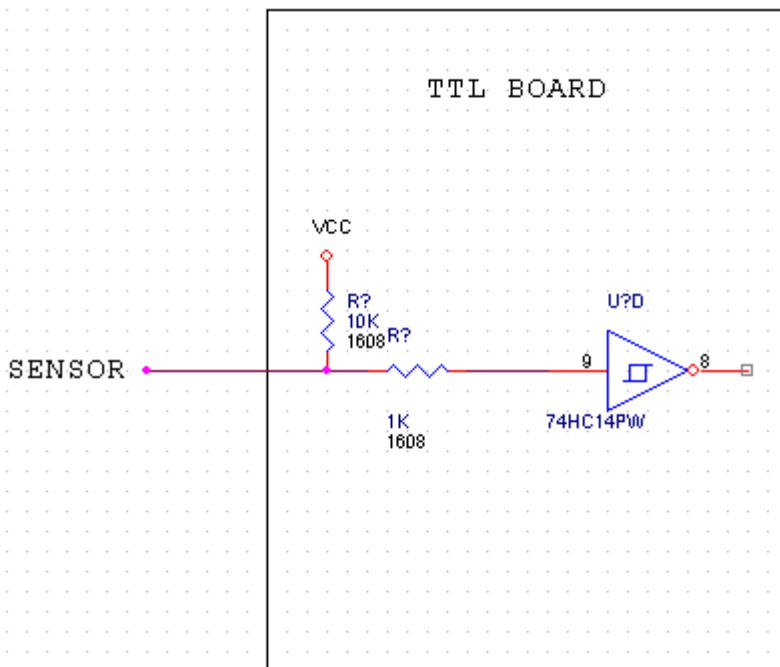 TTL BOARD
VCC
R?
10K
1608
R?
U?D
SENSOR
9
8
1K
1608
74HC14PW